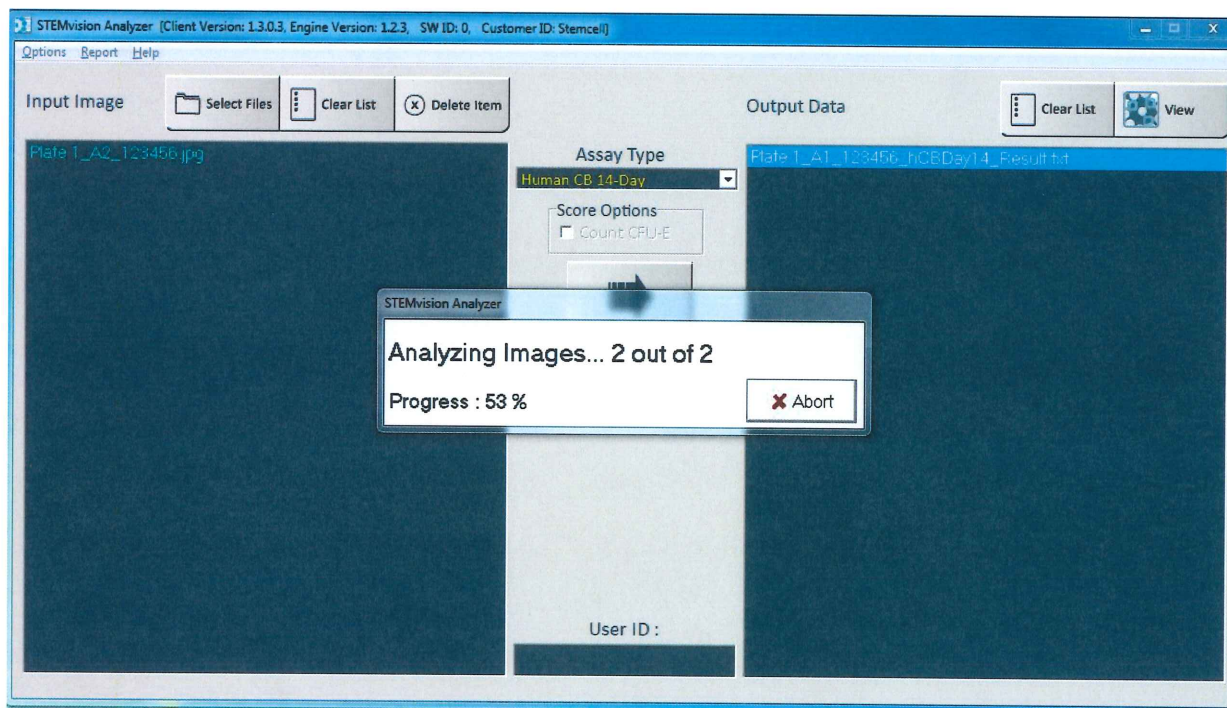 STEMvision Analyzer [Client Version: 1.3.0.3, Engine Version: 1.2.3, SW ID: 0, Customer ID: Stemcell]
Options Report Help
Input Image
Select Files
Clear List
Delete Item
Output Data
Clear List
View
Plate 1_A2_123456.jpg
Assay Type
Human CB 14-Day
Plate 1_A1_123456_hCBDay14_Result.txt
Score Options
Count CFU-E
STEMvision Analyzer
Analyzing Images... 2 out of 2
Progress : 53 %
Abort
User ID :